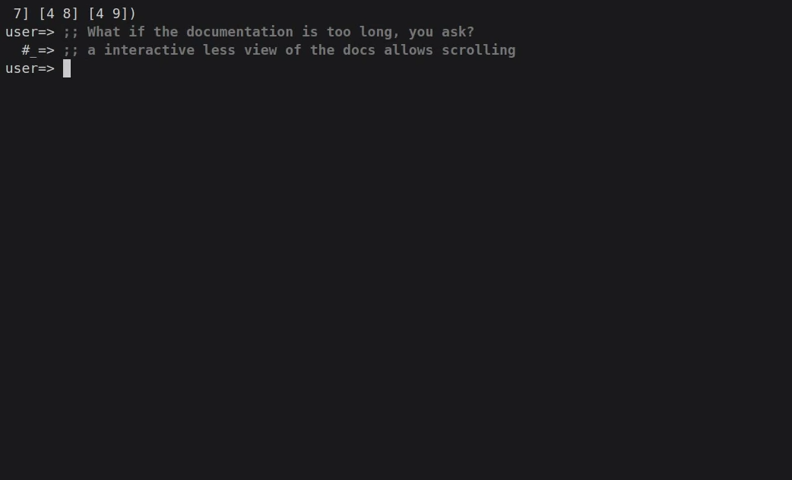 7] [4 8] [4 9])
user=> ;; What if the documentation is too long, you ask?
#_=> ;; a interactive less view of the docs allows scrolling
user=>